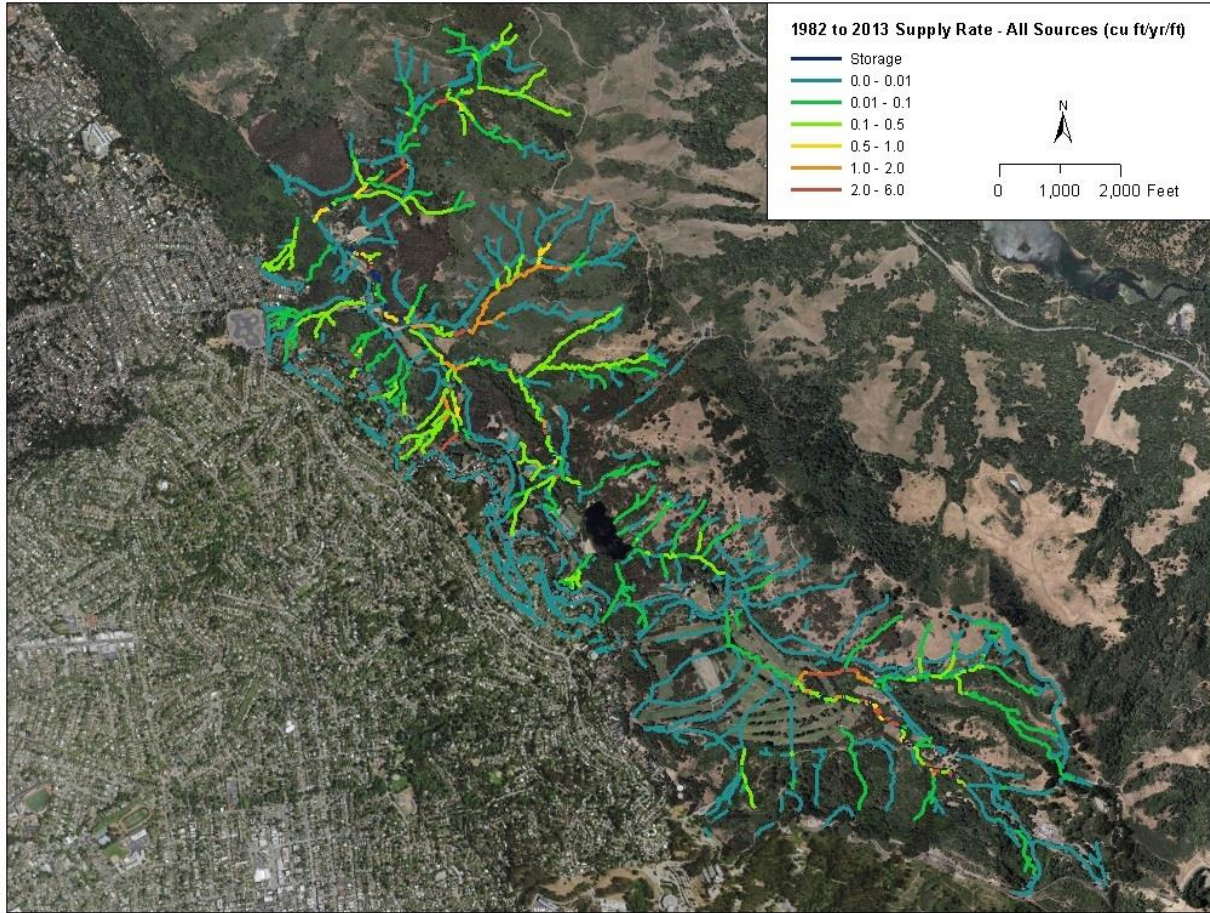 1982 to 2013 Supply Rate - All Sources (cu ft/yr/ft)
Storage
0.0 - 0.01
0.01 - 0.1
0.1 - 0.5
0.5 - 1.0
1.0 - 2.0
2.0 - 6.0
N
0 1,000 2,000 Feet